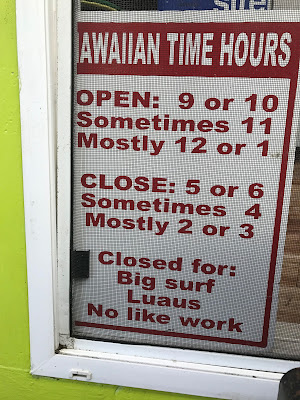 AWAIIAN TIME HOURS
OPEN: 9 or 10
Sometimes 11
Mostly 12 or 1
CLOSE: 5 or 6
Sometimes 4
Mostly 2 or 3
Closed for:
Big surf
Luaus
No like work